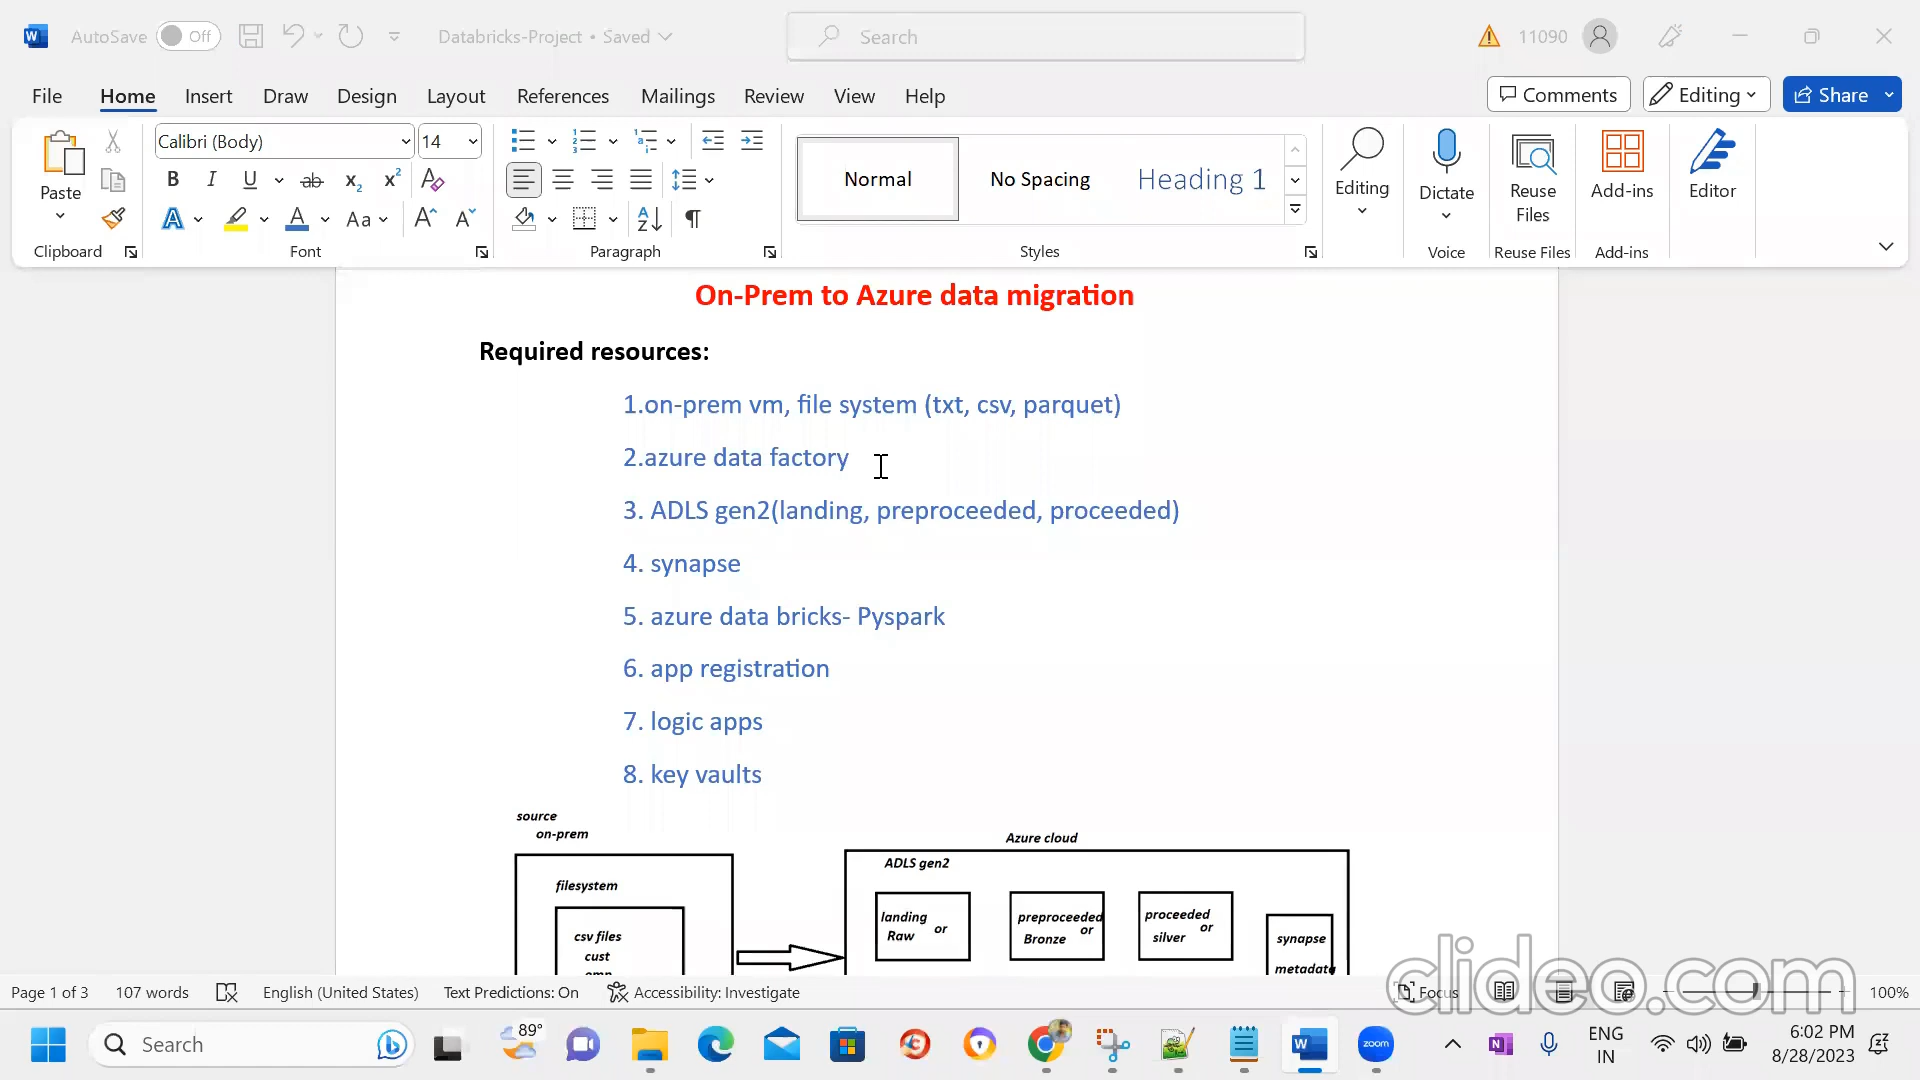 AutoSave Off Databricks-Project • Saved Search 11090
File Home Insert Draw Design Layout References Mailings Review View Help Comments Editing Share
Paste Calibri (Body) 14 Normal No Spacing Heading 1 Editing Dictate Reuse Files Add-ins Editor
Clipboard Font Paragraph Styles Voice Reuse Files Add-ins
On-Prem to Azure data migration
Required resources:
1.on-prem vm, file system (txt, csv, parquet)
2.azure data factory
3. ADLS gen2(landing, preproceeded, proceeded)
4. synapse
5. azure data bricks- Pyspark
6. app registration
7. logic apps
8. key vaults
source
on-prem
Azure cloud
ADLS gen2
filesystem
landing or
Raw
preproceeded
or
Bronze
proceeded
or
silver
csv files
cust
synapse
metadata
clideo.com
Page 1 of 3 107 words English (United States) Text Predictions: On Accessibility: Investigate Focus 100%
Search 89° zoom ENG IN 6:02 PM 8/28/2023